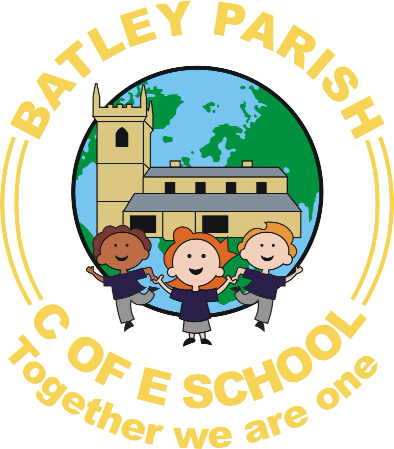 BATLEY PARISH
C OF E SCHOOL
Together we are one